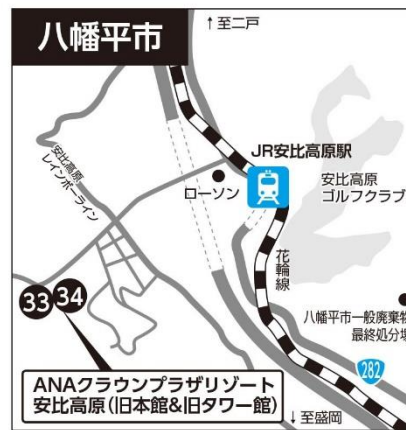 八幡平市
↑至二戸
JR安比高原駅
安比高原
レインボーライン
ローソン
安比高原
ゴルフクラブ
花輪線
33 34
八幡平市一般廃棄物
最終処分場
282
ANAクラウンプラザリゾート
安比高原(旧本館&旧タワー館)
↓至盛岡